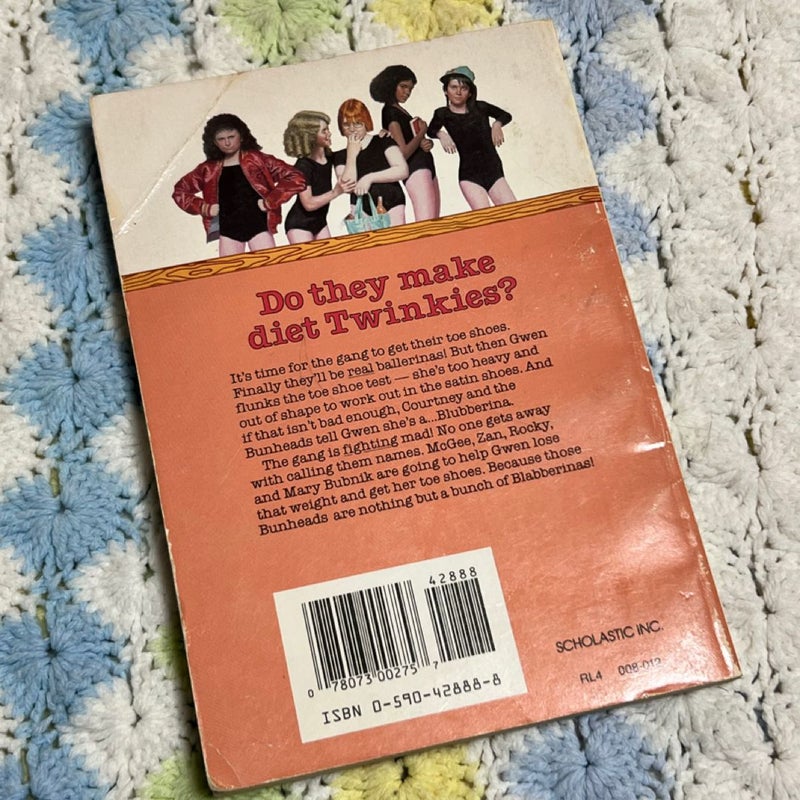 Do they make
diet Twinkies?
It's time for the gang to get their toe shoes.
Finally they'll be real ballerinas! But then Gwen
flunks the toe shoe test — she's too heavy and
out of shape to work out in the satin shoes. And
if that isn't bad enough, Courtney and the
Bunheads tell Gwen she's a...Blubberina.
The gang is fighting mad! No one gets away
with calling them names. McGee, Zan, Rocky,
and Mary Bubnik are going to help Gwen lose
that weight and get her toe shoes. Because those
Bunheads are nothing but a bunch of Blabberinas!
42888
0 78073 00275 7
ISBN 0-590-42888-8
SCHOLASTIC INC.
RL4 008-012